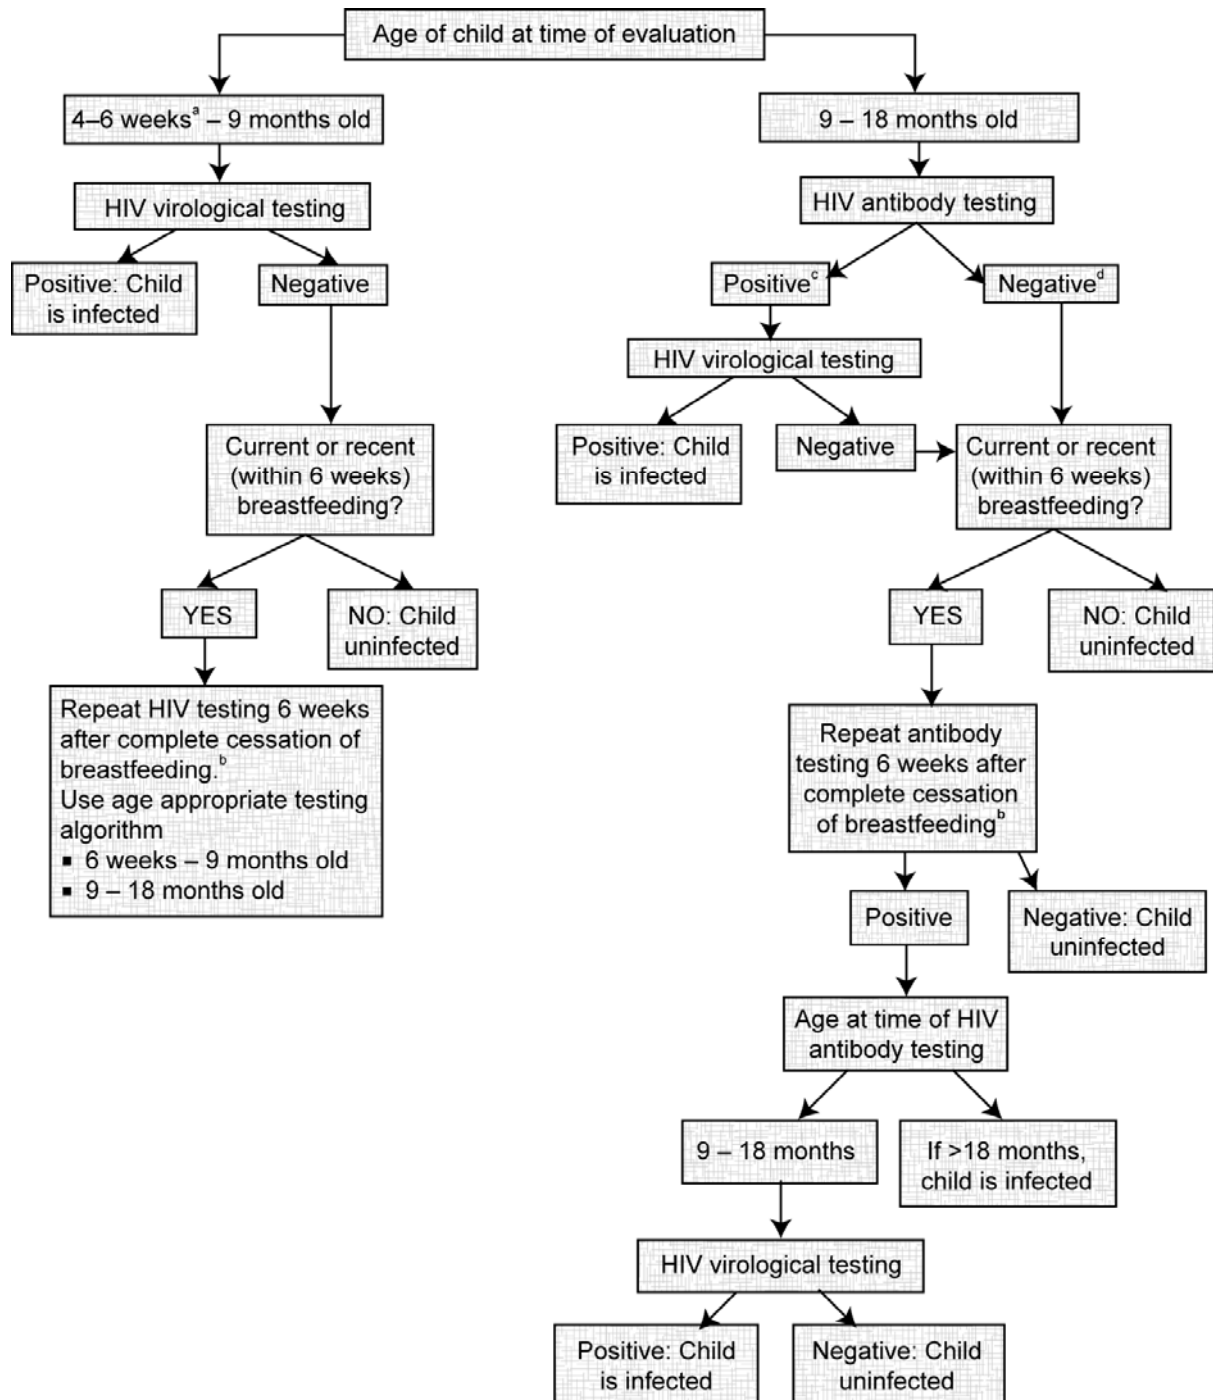 Age of child at time of evaluation
4–6 weeksᵃ – 9 months old
HIV virological testing
Positive: Child
is infected
Negative
Current or recent
(within 6 weeks)
breastfeeding?
YES
NO: Child
uninfected
Repeat HIV testing 6 weeks
after complete cessation of
breastfeeding.ᵇ
Use age appropriate testing
algorithm
▪ 6 weeks – 9 months old
▪ 9 – 18 months old
9 – 18 months old
HIV antibody testing
Positiveᶜ
Negativeᵈ
HIV virological testing
Positive: Child
is infected
Negative
Current or recent
(within 6 weeks)
breastfeeding?
YES
NO: Child
uninfected
Repeat antibody
testing 6 weeks after
complete cessation
of breastfeedingᵇ
Positive
Negative: Child
uninfected
Age at time of HIV
antibody testing
9 – 18 months
If >18 months,
child is infected
HIV virological testing
Positive: Child
is infected
Negative: Child
uninfected